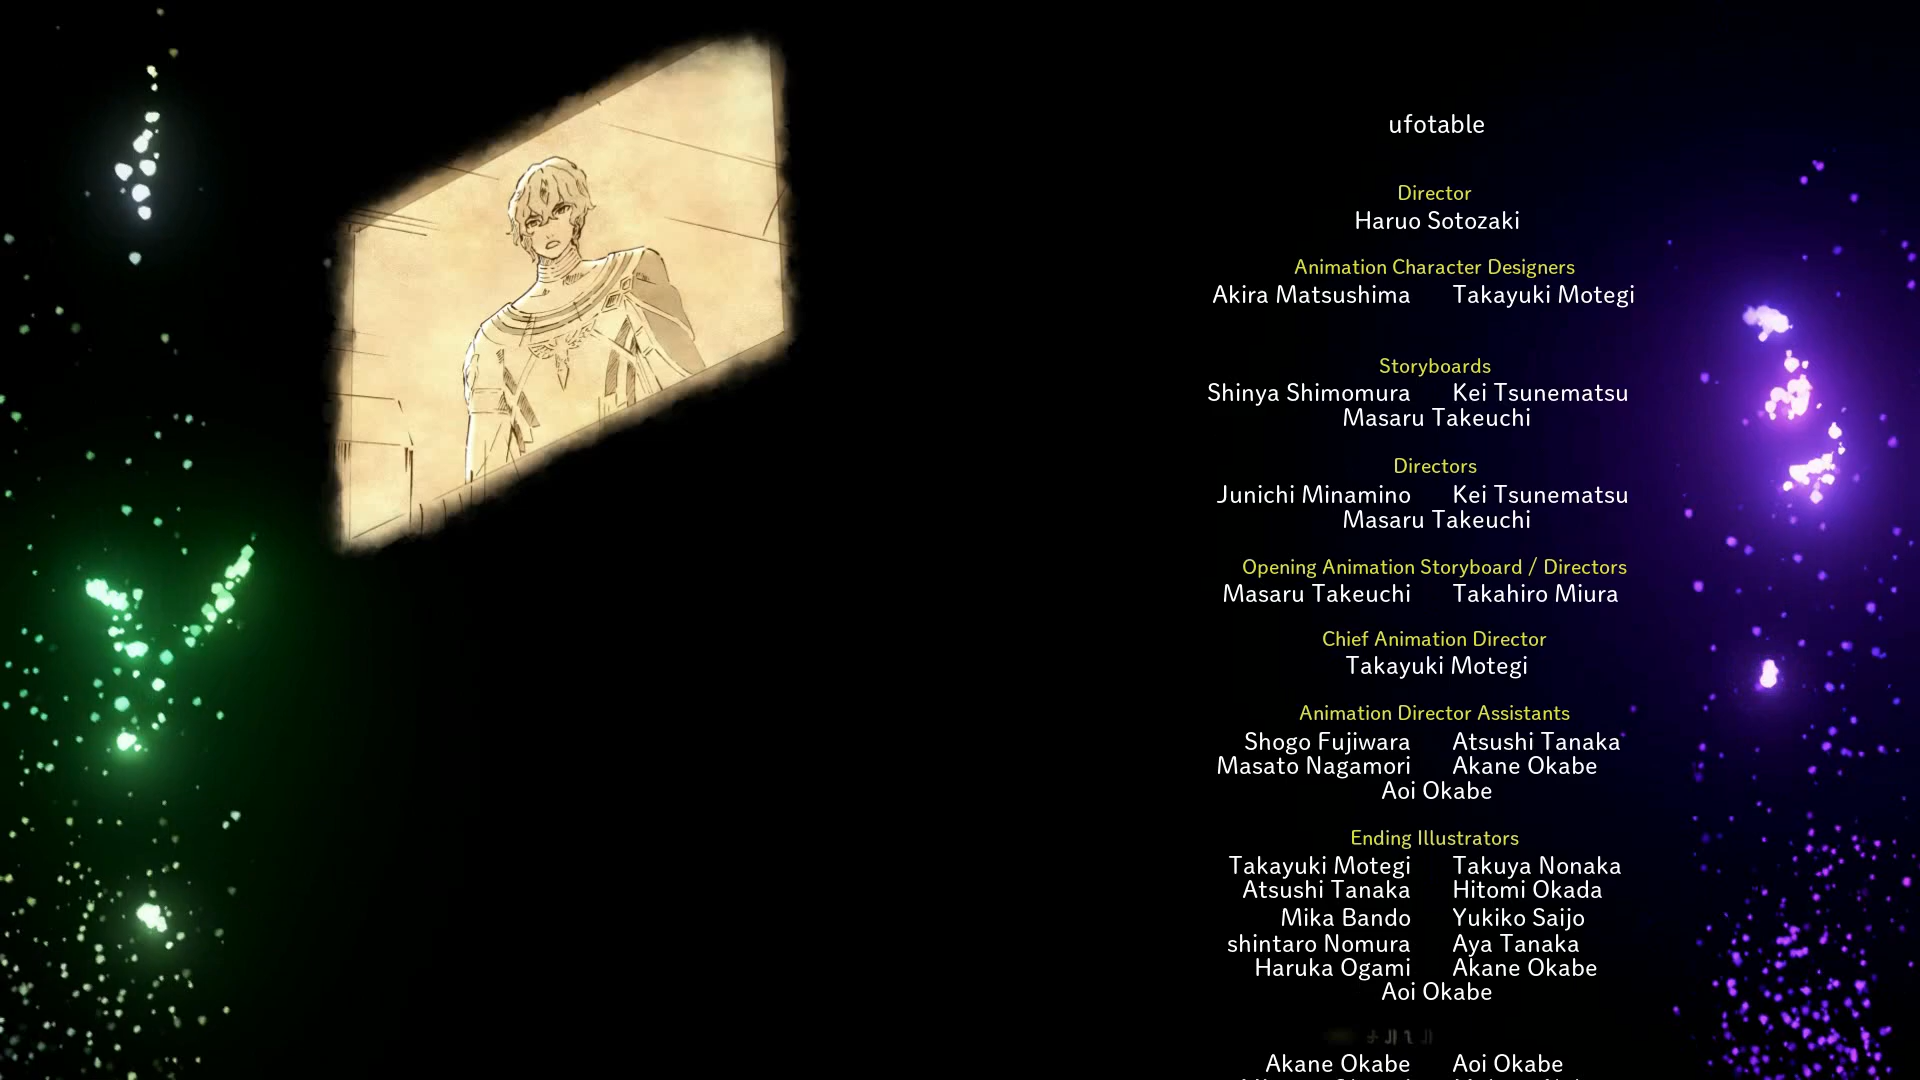 ufotable
Director
Haruo Sotozaki
Animation Character Designers
Akira Matsushima Takayuki Motegi
Storyboards
Shinya Shimomura Kei Tsunematsu
Masaru Takeuchi
Directors
Junichi Minamino Kei Tsunematsu
Masaru Takeuchi
Opening Animation Storyboard / Directors
Masaru Takeuchi Takahiro Miura
Chief Animation Director
Takayuki Motegi
Animation Director Assistants
Shogo Fujiwara Atsushi Tanaka
Masato Nagamori Akane Okabe
Aoi Okabe
Ending Illustrators
Takayuki Motegi Takuya Nonaka
Atsushi Tanaka Hitomi Okada
Mika Bando Yukiko Saijo
shintaro Nomura Aya Tanaka
Haruka Ogami Akane Okabe
Aoi Okabe
Akane Okabe Aoi Okabe